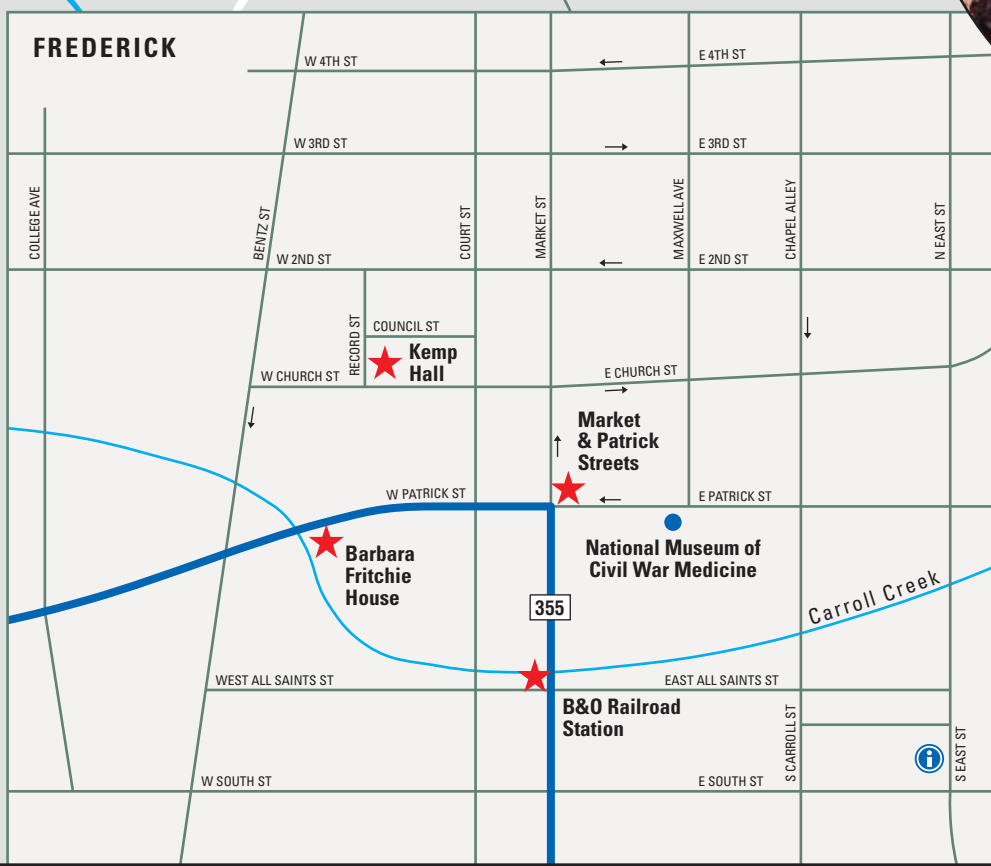 FREDERICK
W 4TH ST
E 4TH ST
W 3RD ST
E 3RD ST
COLLEGE AVE
BENTZ ST
COURT ST
MARKET ST
MAXWELL AVE
CHAPEL ALLEY
N EAST ST
W 2ND ST
E 2ND ST
RECORD ST
COUNCIL ST
Kemp
Hall
W CHURCH ST
E CHURCH ST
Market
& Patrick
Streets
W PATRICK ST
E PATRICK ST
National Museum of
Civil War Medicine
Barbara
Fritchie
House
355
Carroll Creek
WEST ALL SAINTS ST
EAST ALL SAINTS ST
B&O Railroad
Station
S CARROLL ST
S EAST ST
i
W SOUTH ST
E SOUTH ST